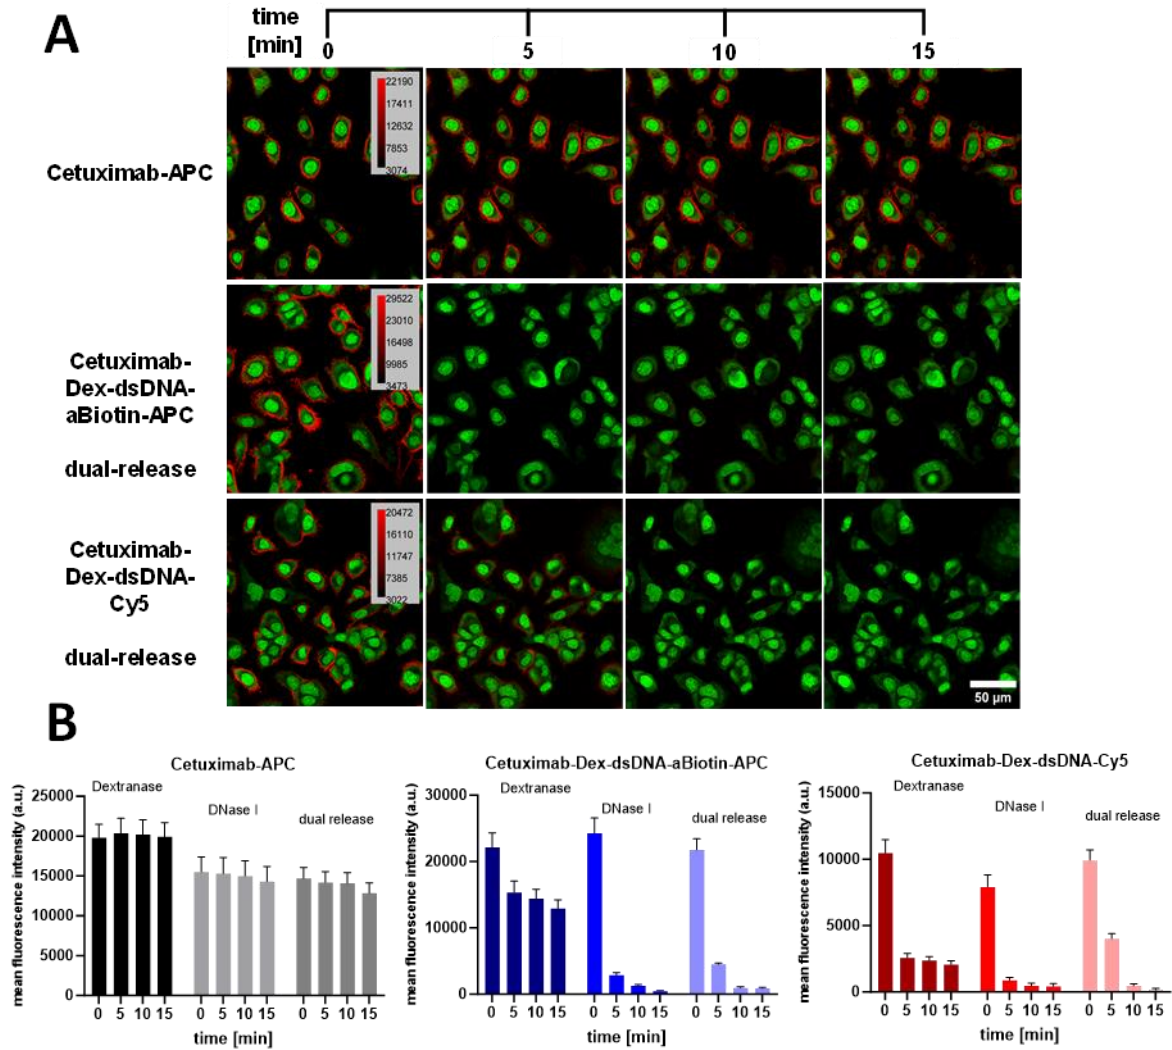 A
time
[min]
0 5 10 15
Cetuximab-APC
22190
17411
12632
7853
3074
Cetuximab-
Dex-dsDNA-
aBiotin-APC
dual-release
29522
23010
16498
9985
3473
Cetuximab-
Dex-dsDNA-
Cy5
dual-release
20472
16110
11747
7385
3022
50 µm
B
Cetuximab-APC
Dextranase
DNase I
dual release
mean fluorescence intensity (a.u.)
25000
20000
15000
10000
5000
0
0 5 10 15 0 5 10 15 0 5 10 15
time [min]
Cetuximab-Dex-dsDNA-aBiotin-APC
Dextranase
DNase I
dual release
mean fluorescence intensity (a.u.)
30000
20000
10000
0
0 5 10 15 0 5 10 15 0 5 10 15
time [min]
Cetuximab-Dex-dsDNA-Cy5
Dextranase
DNase I
dual release
mean fluorescence intensity (a.u.)
15000
10000
5000
0
0 5 10 15 0 5 10 15 0 5 10 15
time [min]